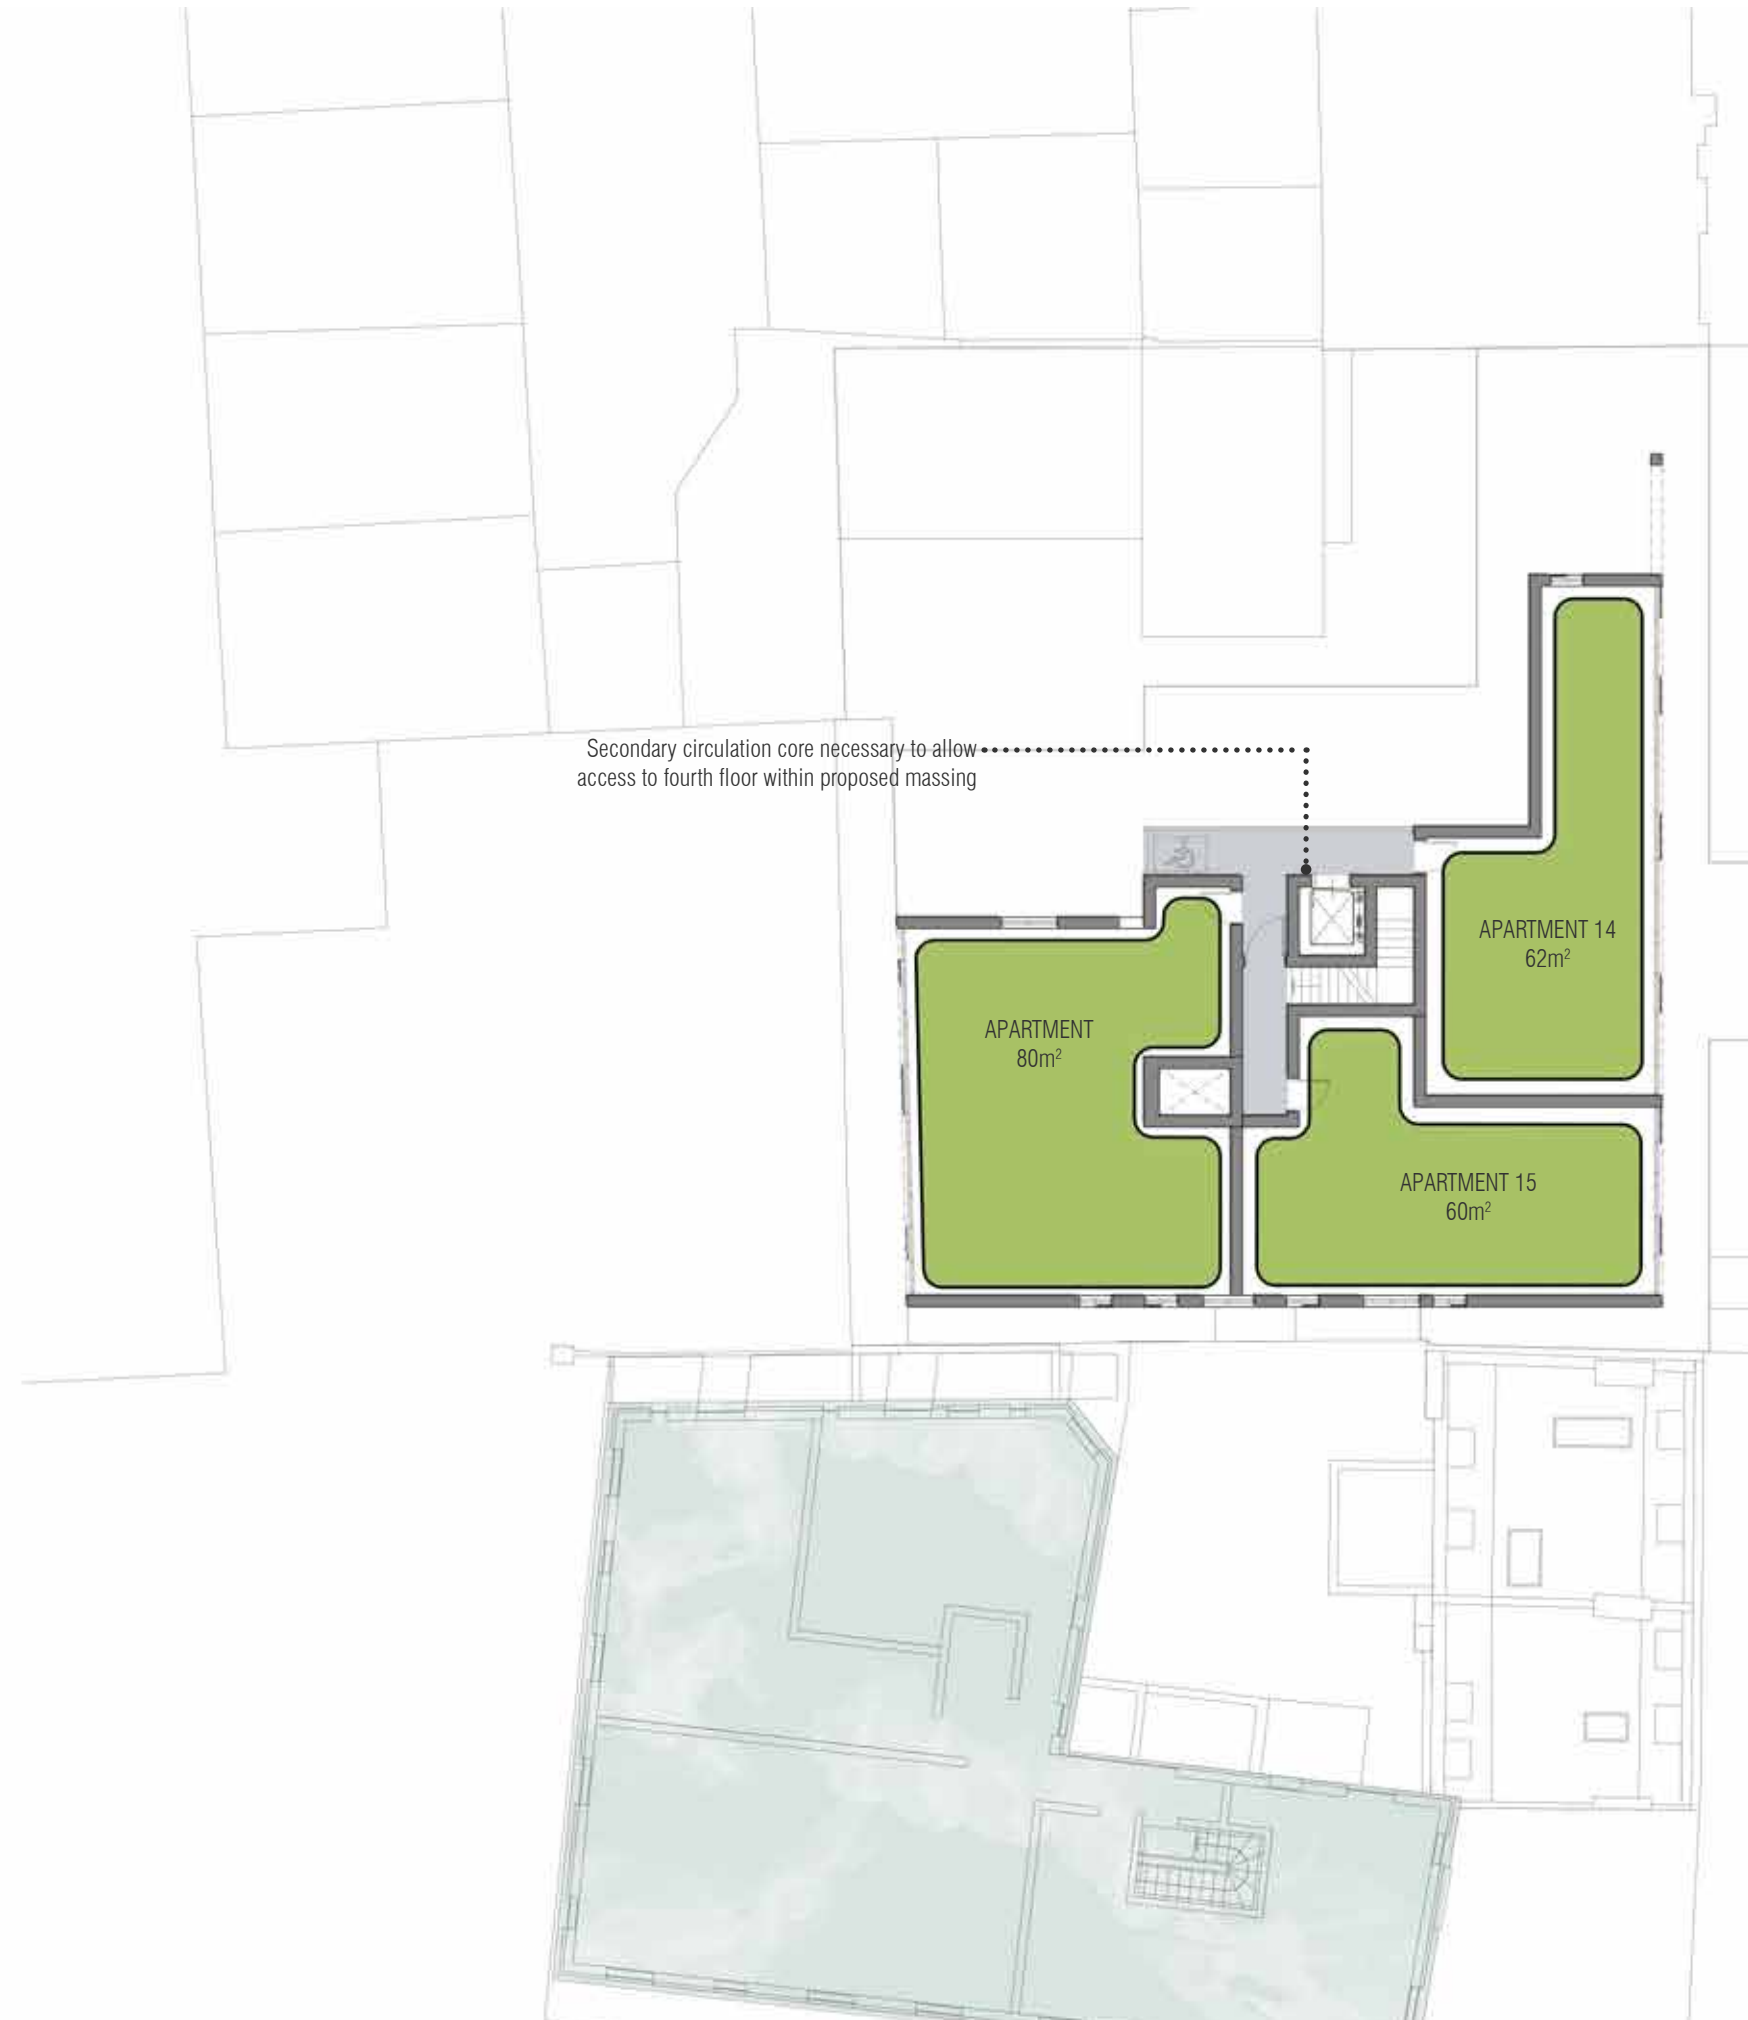 Secondary circulation core necessary to allow
access to fourth floor within proposed massing
APARTMENT 14
62m²
APARTMENT
80m²
APARTMENT 15
60m²